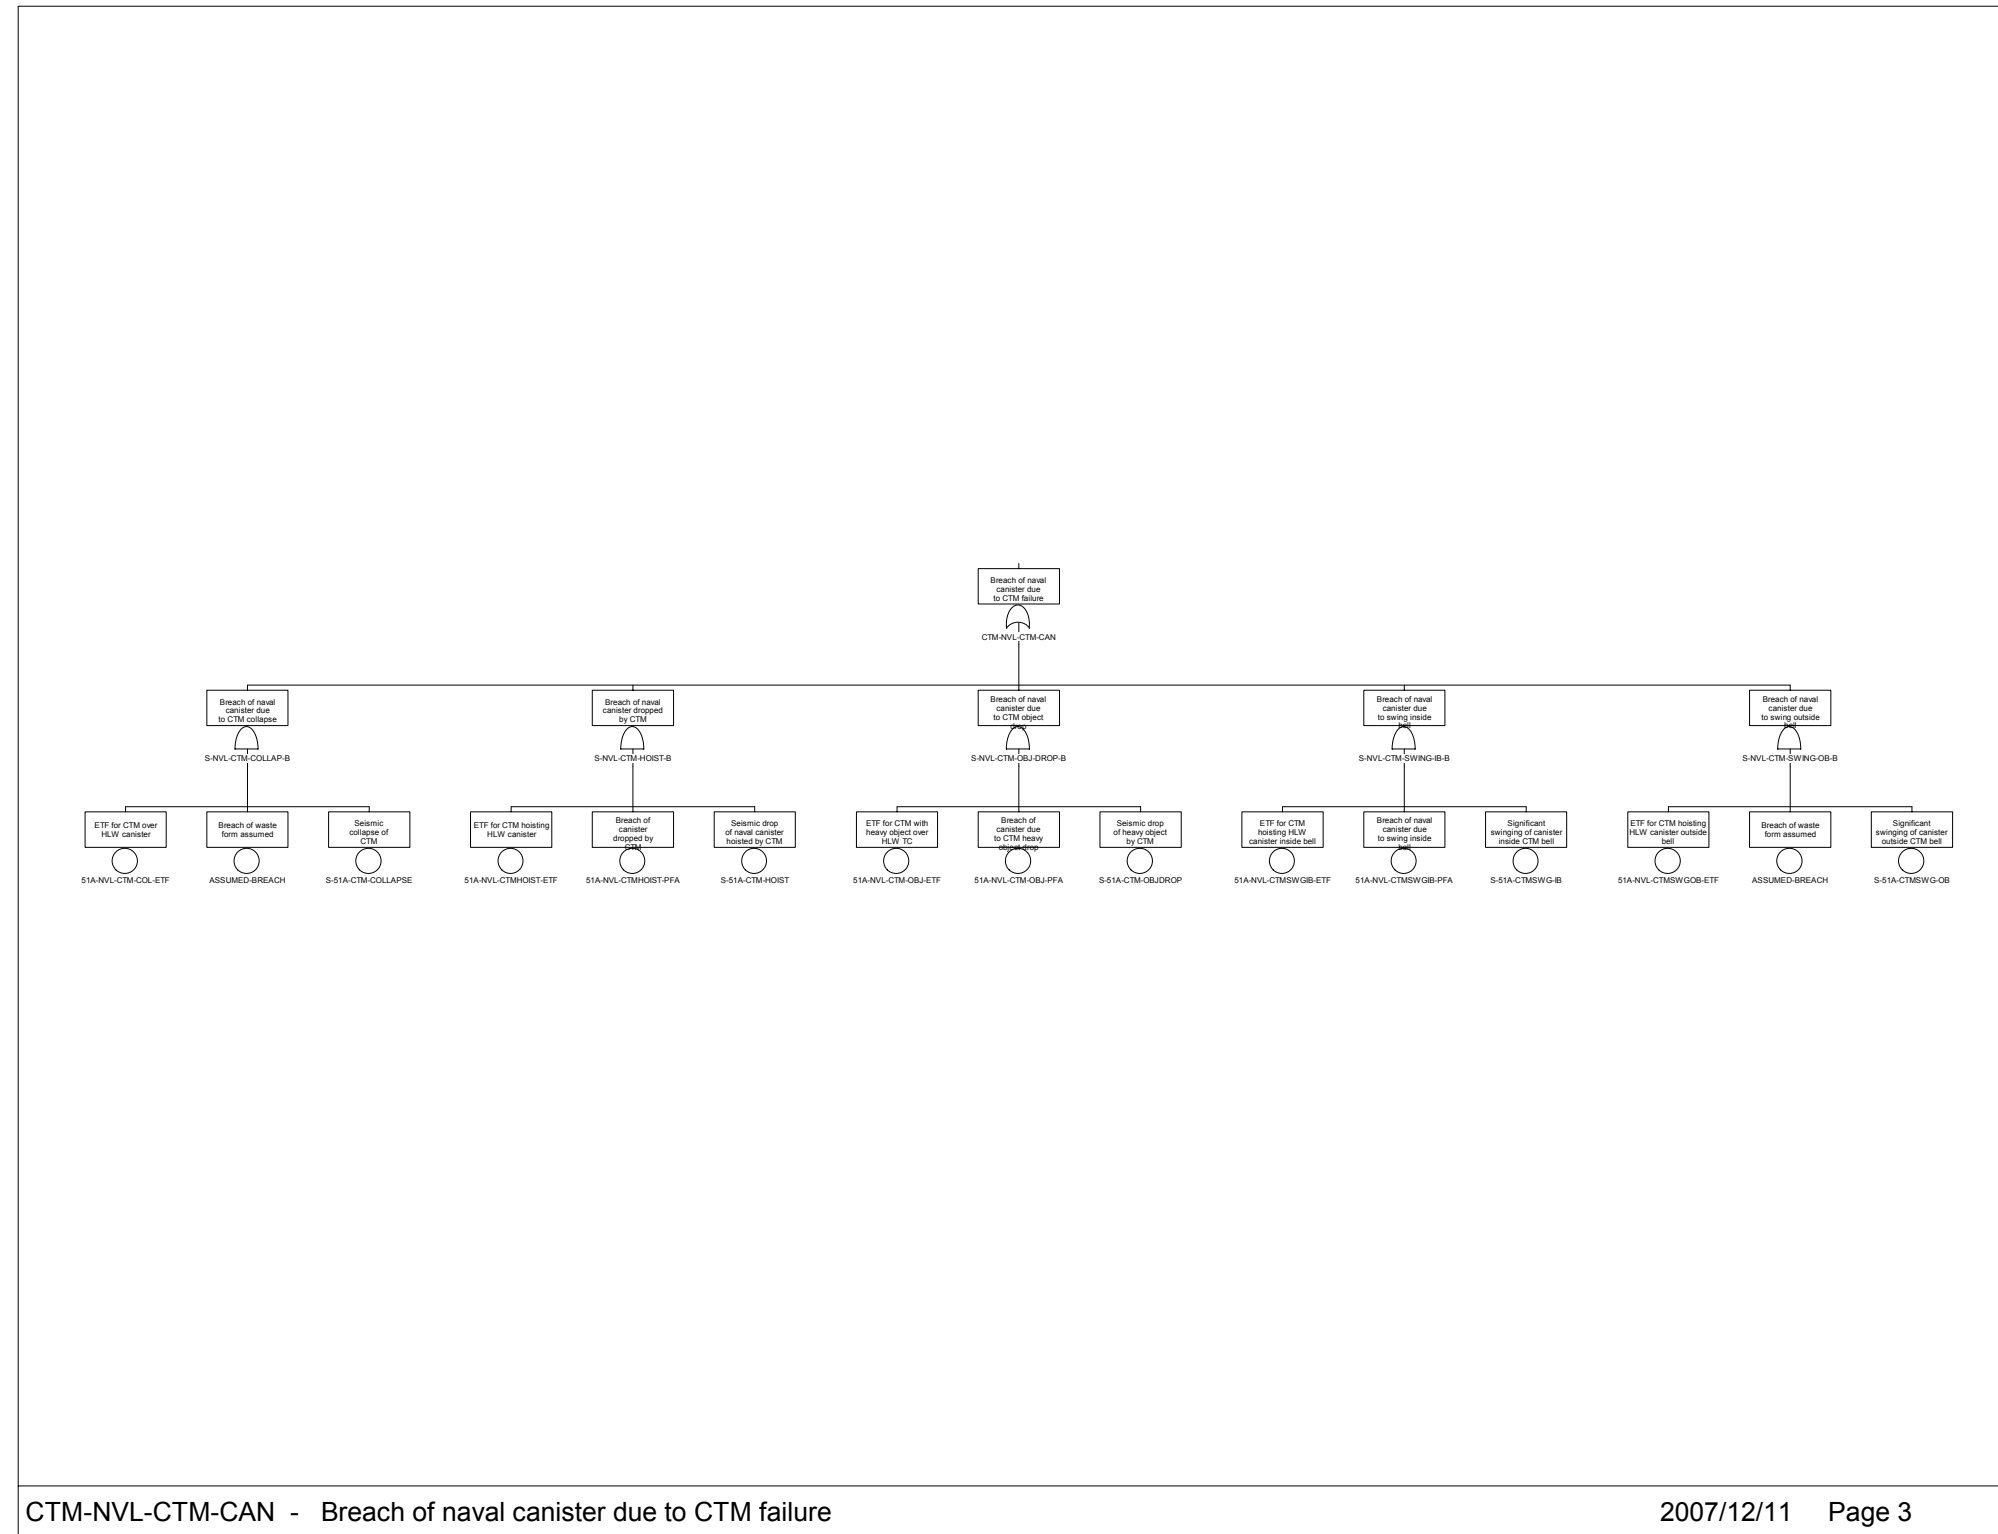 Breach of naval
canister due
to CTM failure
CTM-NVL-CTM-CAN
Breach of naval
canister due
to CTM collapse
S-NVL-CTM-COLLAP-B
Breach of naval
canister dropped
by CTM
S-NVL-CTM-HOIST-B
Breach of naval
canister due
to CTM object
drop
S-NVL-CTM-OBJ-DROP-B
Breach of naval
canister due
to swing inside
bell
S-NVL-CTM-SWING-IB-B
Breach of naval
canister due
to swing outside
bell
S-NVL-CTM-SWING-OB-B
ETF for CTM over
HLW canister
51A-NVL-CTM-COL-ETF
Breach of waste
form assumed
ASSUMED-BREACH
Seismic
collapse of
CTM
S-51A-CTM-COLLAPSE
ETF for CTM hoisting
HLW canister
51A-NVL-CTMHOIST-ETF
Breach of
canister
dropped by
CTM
51A-NVL-CTMHOIST-PFA
Seismic drop
of naval canister
hoisted by CTM
S-51A-CTM-HOIST
ETF for CTM with
heavy object over
HLW TC
51A-NVL-CTM-OBJ-ETF
Breach of
canister due
to CTM heavy
object drop
51A-NVL-CTM-OBJ-PFA
Seismic drop
of heavy object
by CTM
S-51A-CTM-OBJDROP
ETF for CTM
hoisting HLW
canister inside bell
51A-NVL-CTMSWGIB-ETF
Breach of naval
canister due
to swing inside
bell
51A-NVL-CTMSWGIB-PFA
Significant
swinging of canister
inside CTM bell
S-51A-CTMSWG-IB
ETF for CTM hoisting
HLW canister outside
bell
51A-NVL-CTMSWGOB-ETF
Breach of waste
form assumed
ASSUMED-BREACH
Significant
swinging of canister
outside CTM bell
S-51A-CTMSWG-OB
CTM-NVL-CTM-CAN - Breach of naval canister due to CTM failure
2007/12/11 Page 3